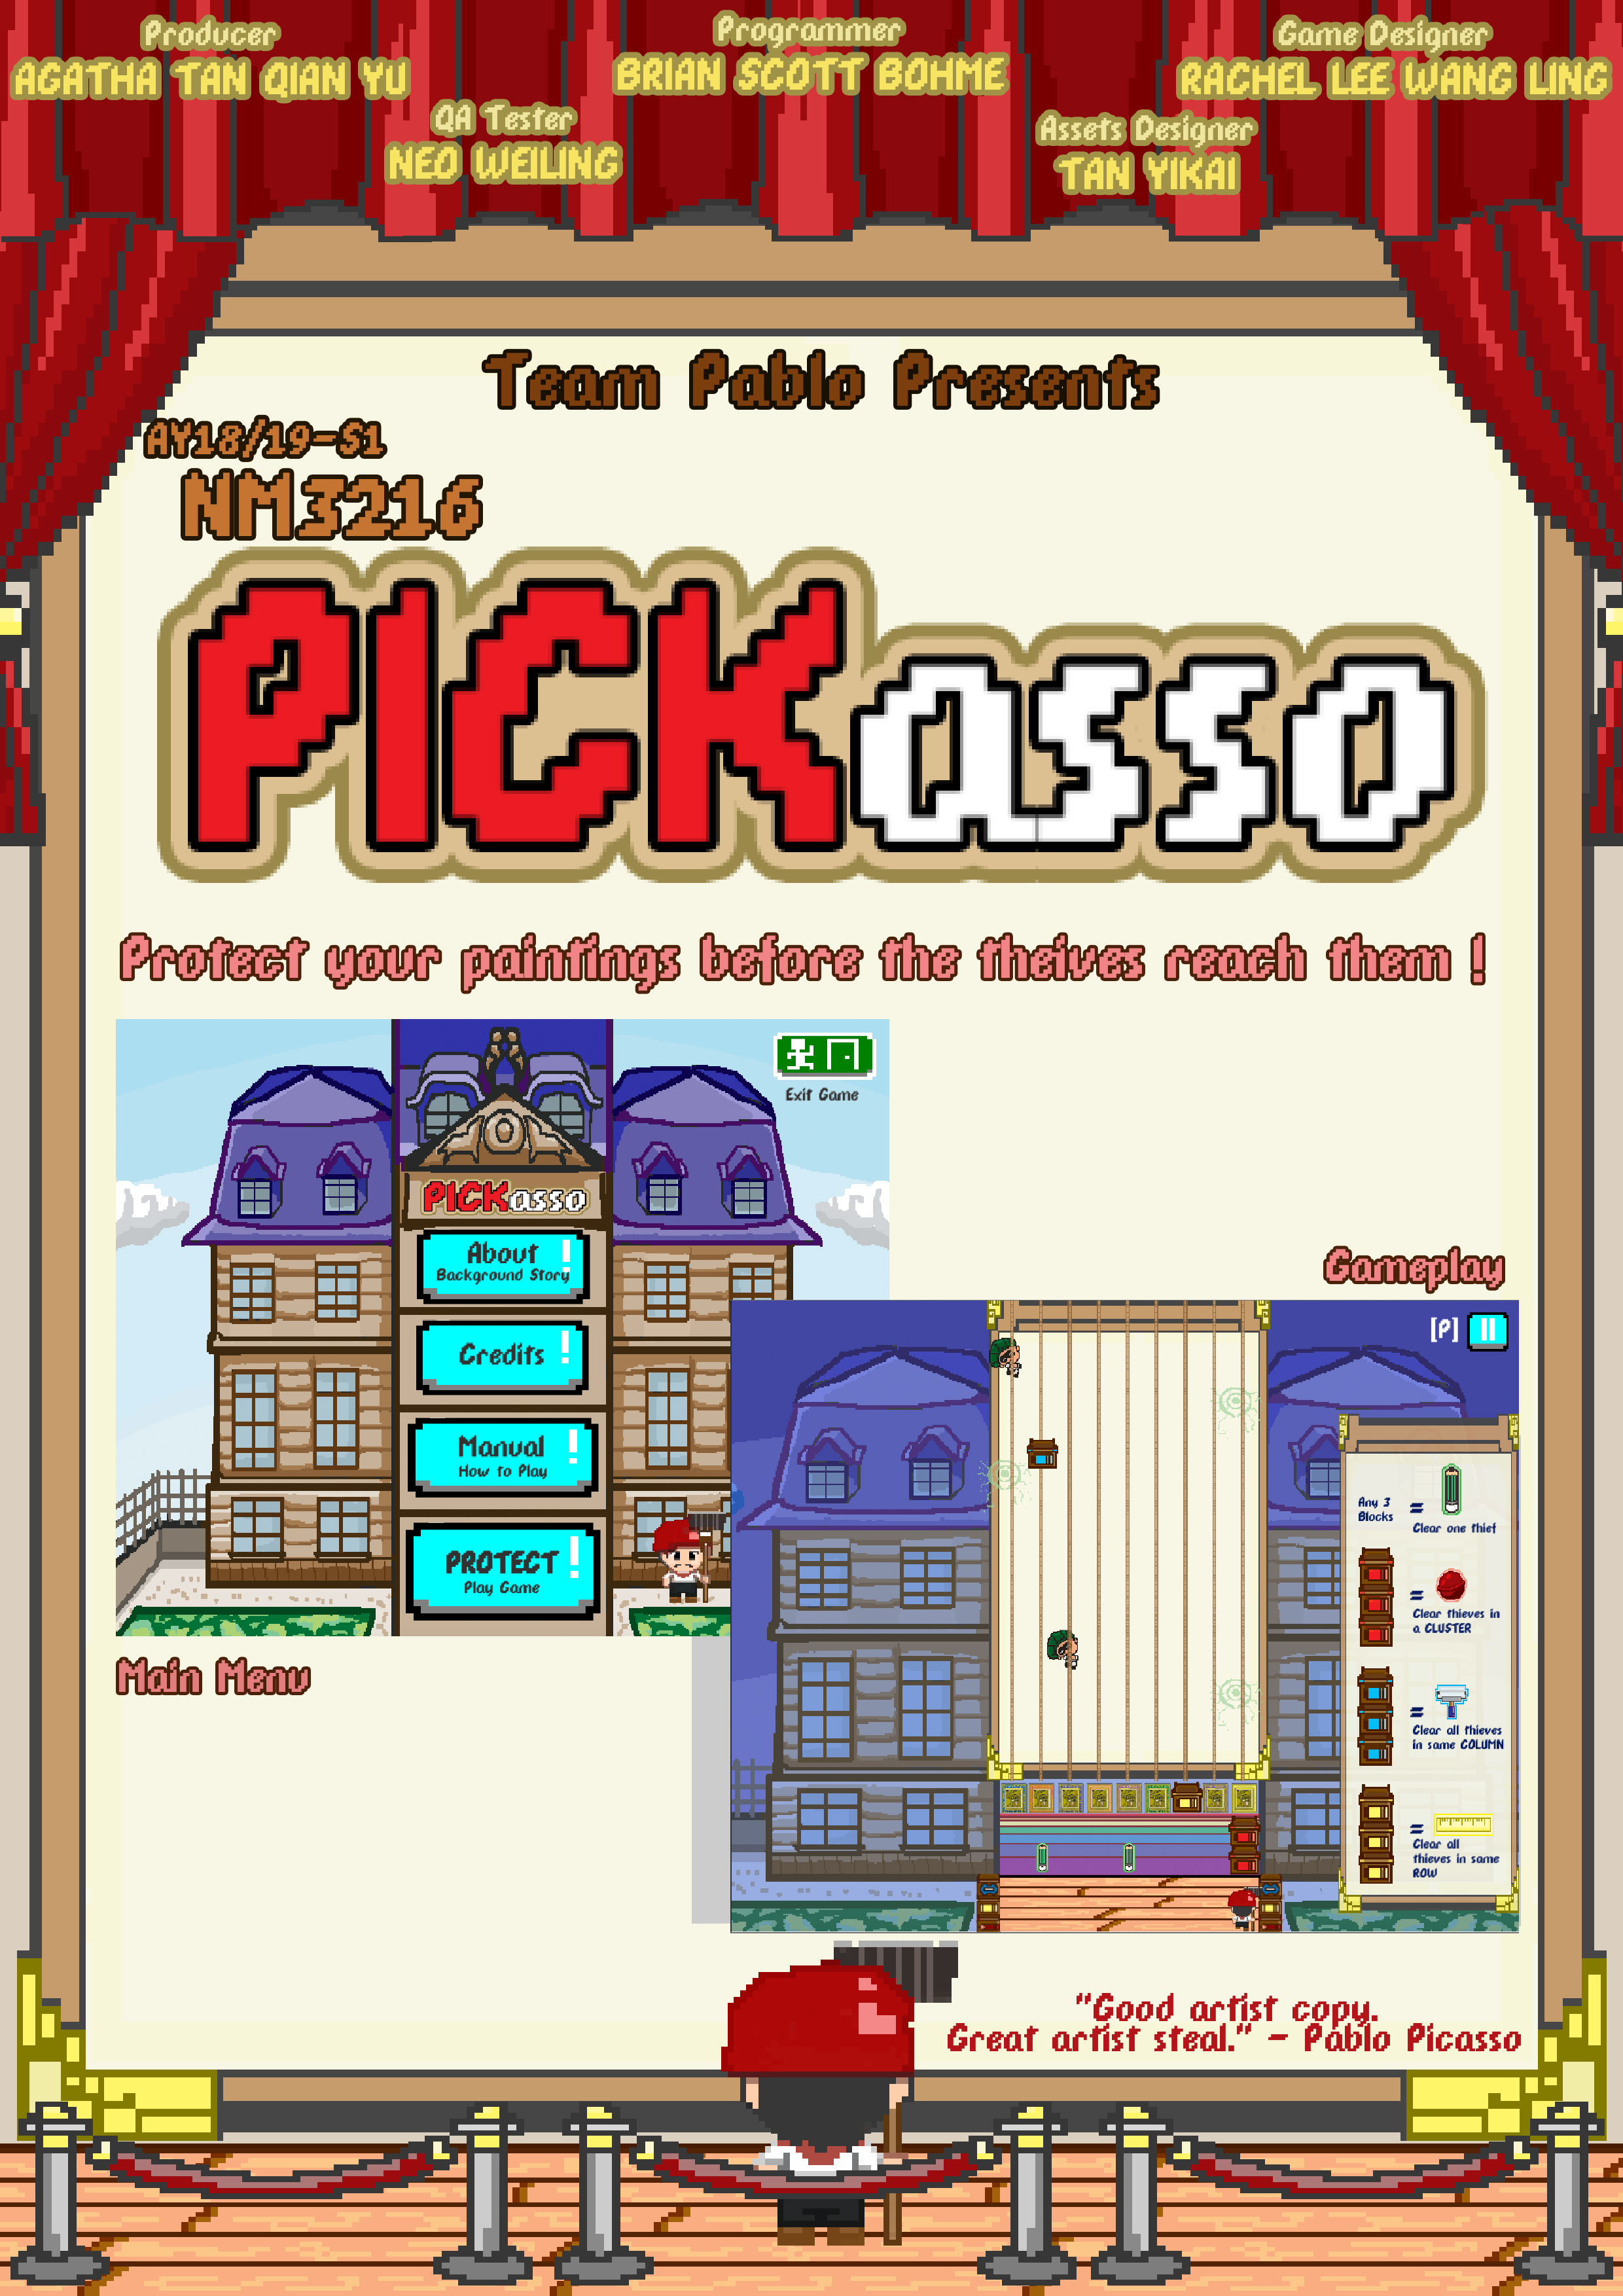 Producer
AGATHA TAN QIAN YU
Programmer
BRIAN SCOTT BOHME
Game Designer
RACHEL LEE WANG LING
QA Tester
NEO WEILING
Assets Designer
TAN YIKAI
Team Pablo Presents
AY18/19-S1
NM3216
PICKasso
Protect your paintings before the theives reach them !
Exit Game
PICKasso
About !
Background Story
Credits !
Manual !
How to Play
PROTECT !
Play Game
Main Menu
Gameplay
[P]
Any 3
Blocks
=
Clear one thief
=
Clear thieves in
a CLUSTER
=
Clear all thieves
in same COLUMN
=
Clear all
thieves in same
ROW
"Good artist copy.
Great artist steal." - Pablo Picasso